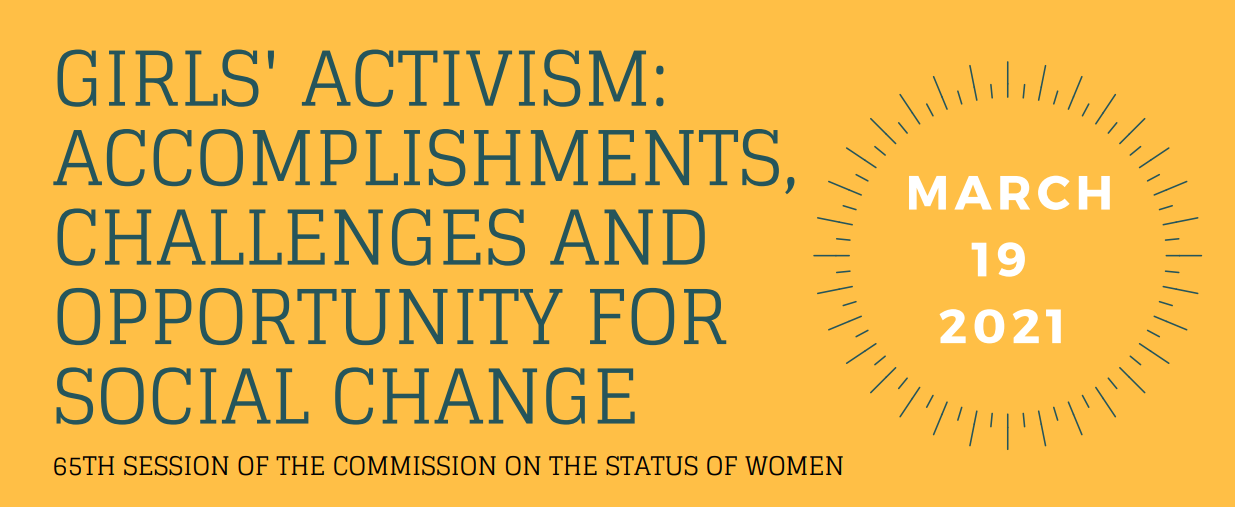 GIRLS' ACTIVISM:
ACCOMPLISHMENTS,
CHALLENGES AND
OPPORTUNITY FOR
SOCIAL CHANGE
65TH SESSION OF THE COMMISSION ON THE STATUS OF WOMEN
MARCH
19
2021